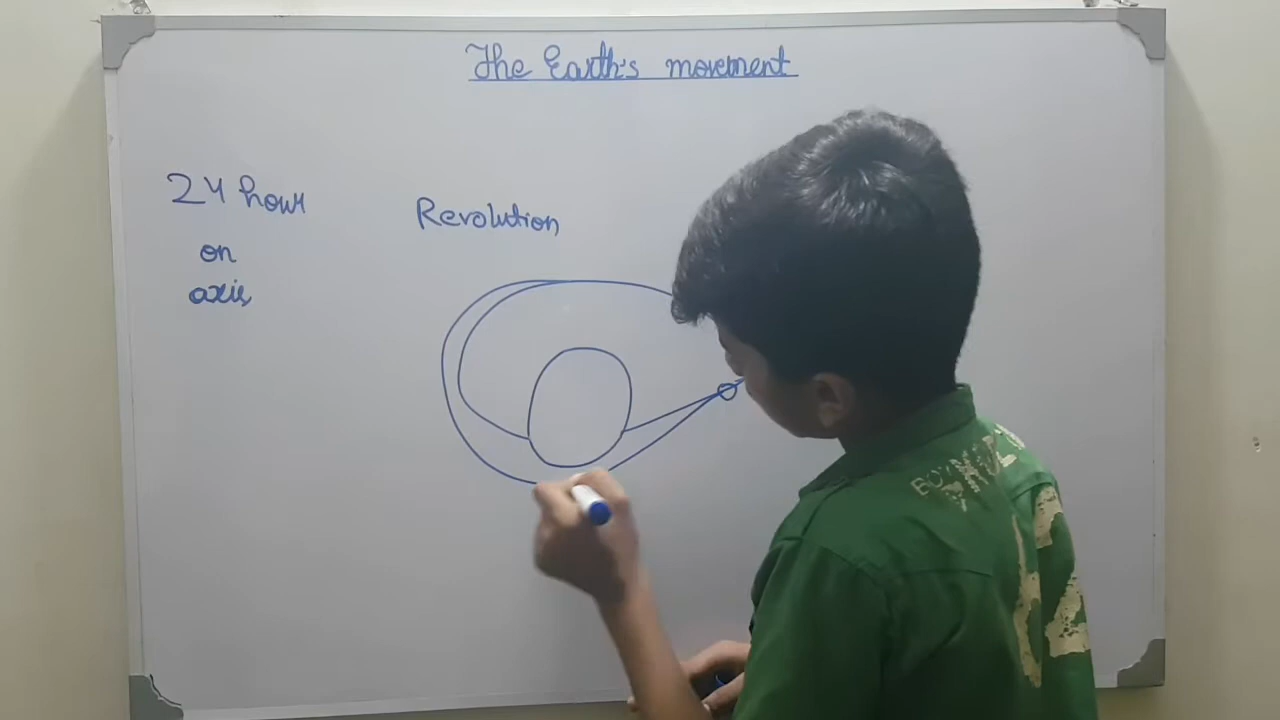 The Earth's movement
24 hour
on
axis
Revolution